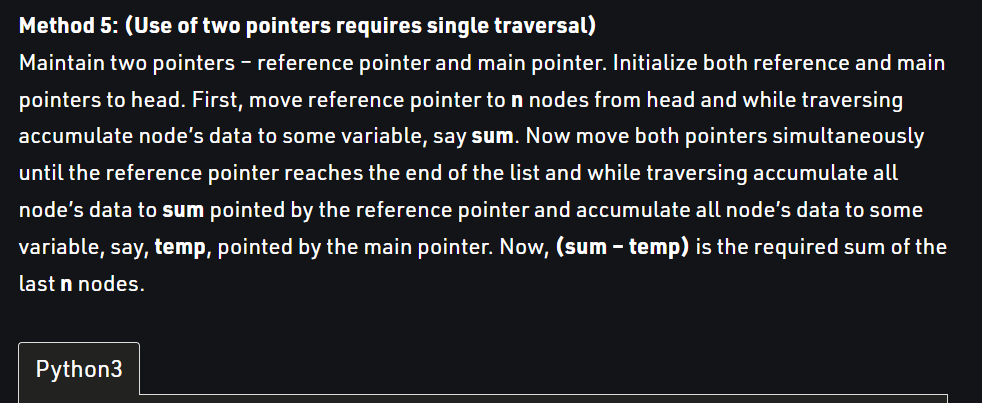 Method 5: (Use of two pointers requires single traversal)
Maintain two pointers – reference pointer and main pointer. Initialize both reference and main
pointers to head. First, move reference pointer to n nodes from head and while traversing
accumulate node's data to some variable, say sum. Now move both pointers simultaneously
until the reference pointer reaches the end of the list and while traversing accumulate all
node's data to sum pointed by the reference pointer and accumulate all node's data to some
variable, say, temp, pointed by the main pointer. Now, (sum – temp) is the required sum of the
last n nodes.
Python3